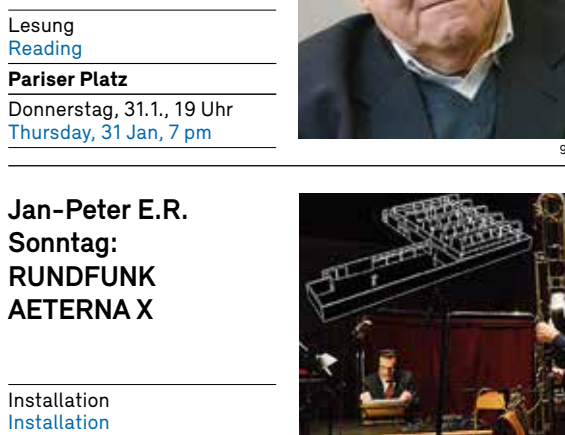 Lesung
Reading
Pariser Platz
Donnerstag, 31.1., 19 Uhr
Thursday, 31 Jan, 7 pm
9
Jan-Peter E.R.
Sonntag:
RUNDFUNK
AETERNA X
Installation
Installation